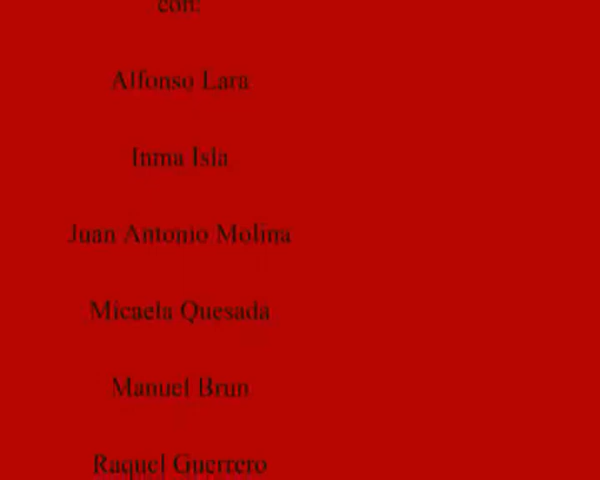 con:
Alfonso Lara
Inma Isla
Juan Antonio Molina
Micaela Quesada
Manuel Brun
Raquel Guerrero